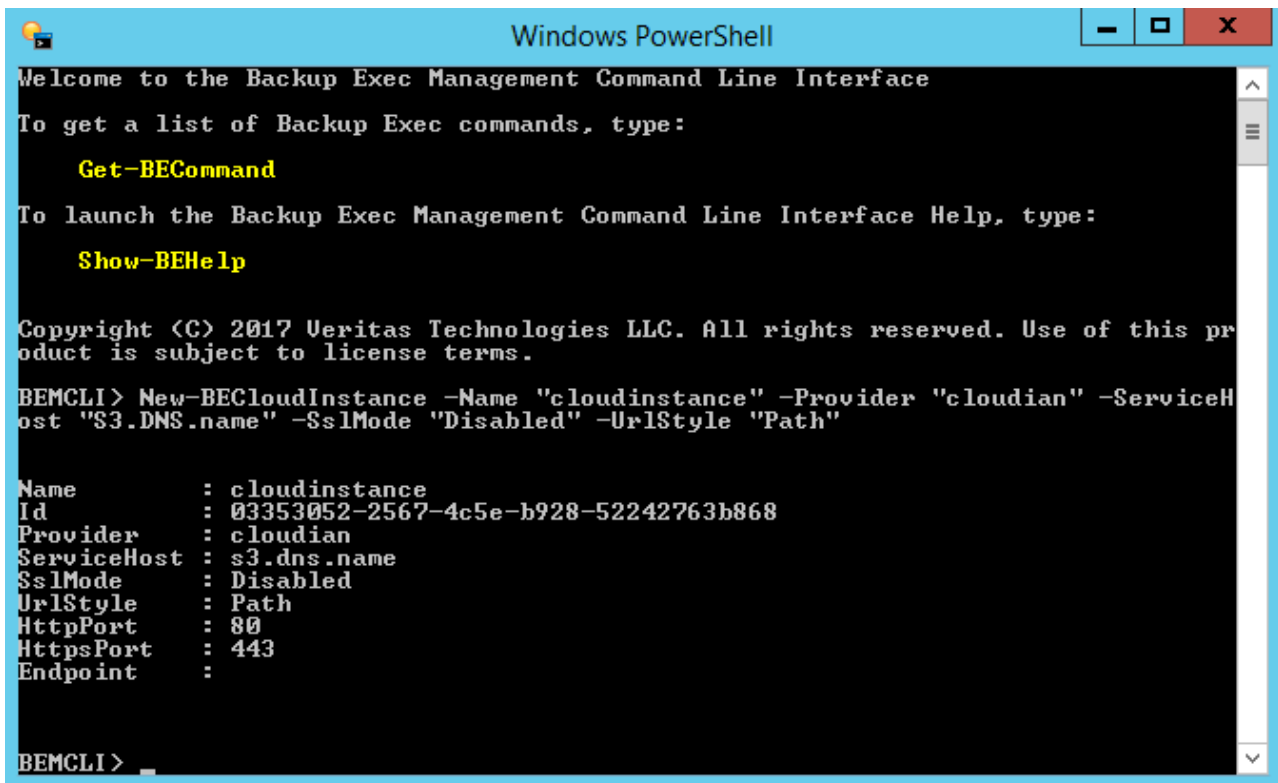 Windows PowerShell
Welcome to the Backup Exec Management Command Line Interface
To get a list of Backup Exec commands, type:
Get-BECommand
To launch the Backup Exec Management Command Line Interface Help, type:
Show-BEHelp
Copyright (C) 2017 Veritas Technologies LLC. All rights reserved. Use of this pr
oduct is subject to license terms.
BEMCLI> New-BECloudInstance -Name "cloudinstance" -Provider "cloudian" -ServiceH
ost "S3.DNS.name" -SslMode "Disabled" -UrlStyle "Path"
Name : cloudinstance
Id : 03353052-2567-4c5e-b928-52242763b868
Provider : cloudian
ServiceHost : s3.dns.name
SslMode : Disabled
UrlStyle : Path
HttpPort : 80
HttpsPort : 443
Endpoint :
BEMCLI> _